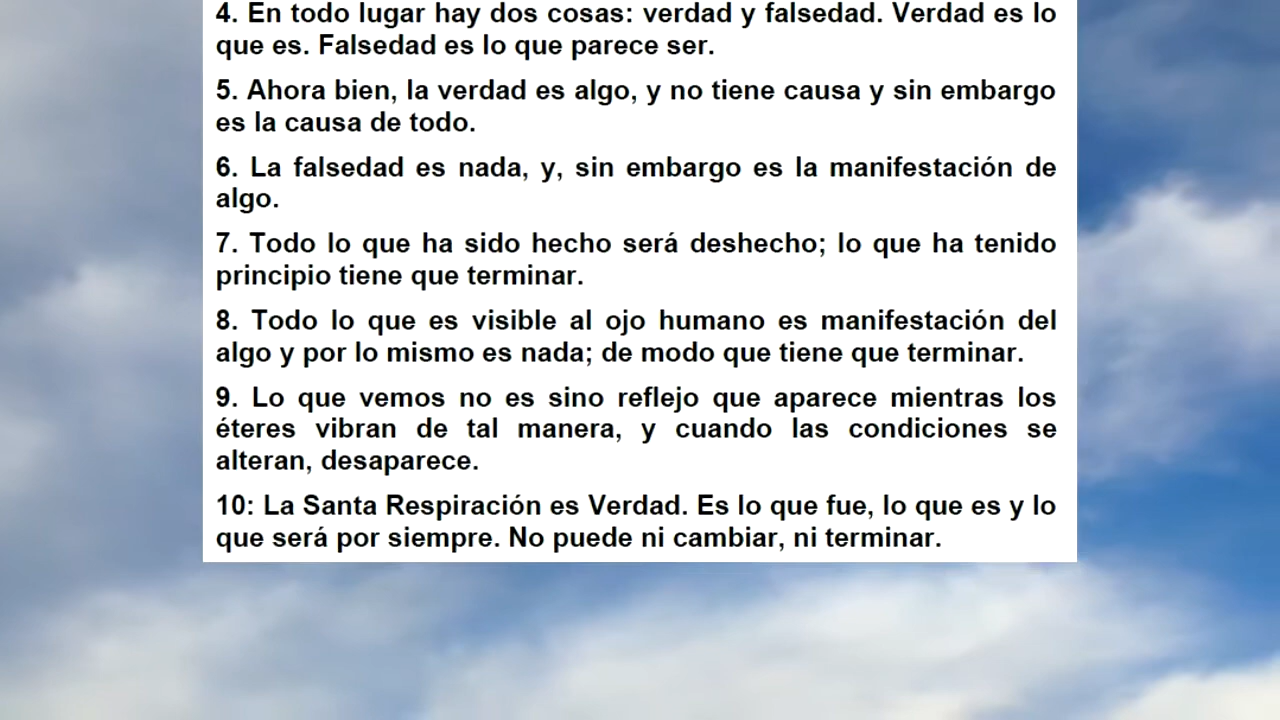 4. En todo lugar hay dos cosas: verdad y falsedad. Verdad es lo
que es. Falsedad es lo que parece ser.
5. Ahora bien, la verdad es algo, y no tiene causa y sin embargo
es la causa de todo.
6. La falsedad es nada, y, sin embargo es la manifestación de
algo.
7. Todo lo que ha sido hecho será deshecho; lo que ha tenido
principio tiene que terminar.
8. Todo lo que es visible al ojo humano es manifestación del
algo y por lo mismo es nada; de modo que tiene que terminar.
9. Lo que vemos no es sino reflejo que aparece mientras los
éteres vibran de tal manera, y cuando las condiciones se
alteran, desaparece.
10: La Santa Respiración es Verdad. Es lo que fue, lo que es y lo
que será por siempre. No puede ni cambiar, ni terminar.